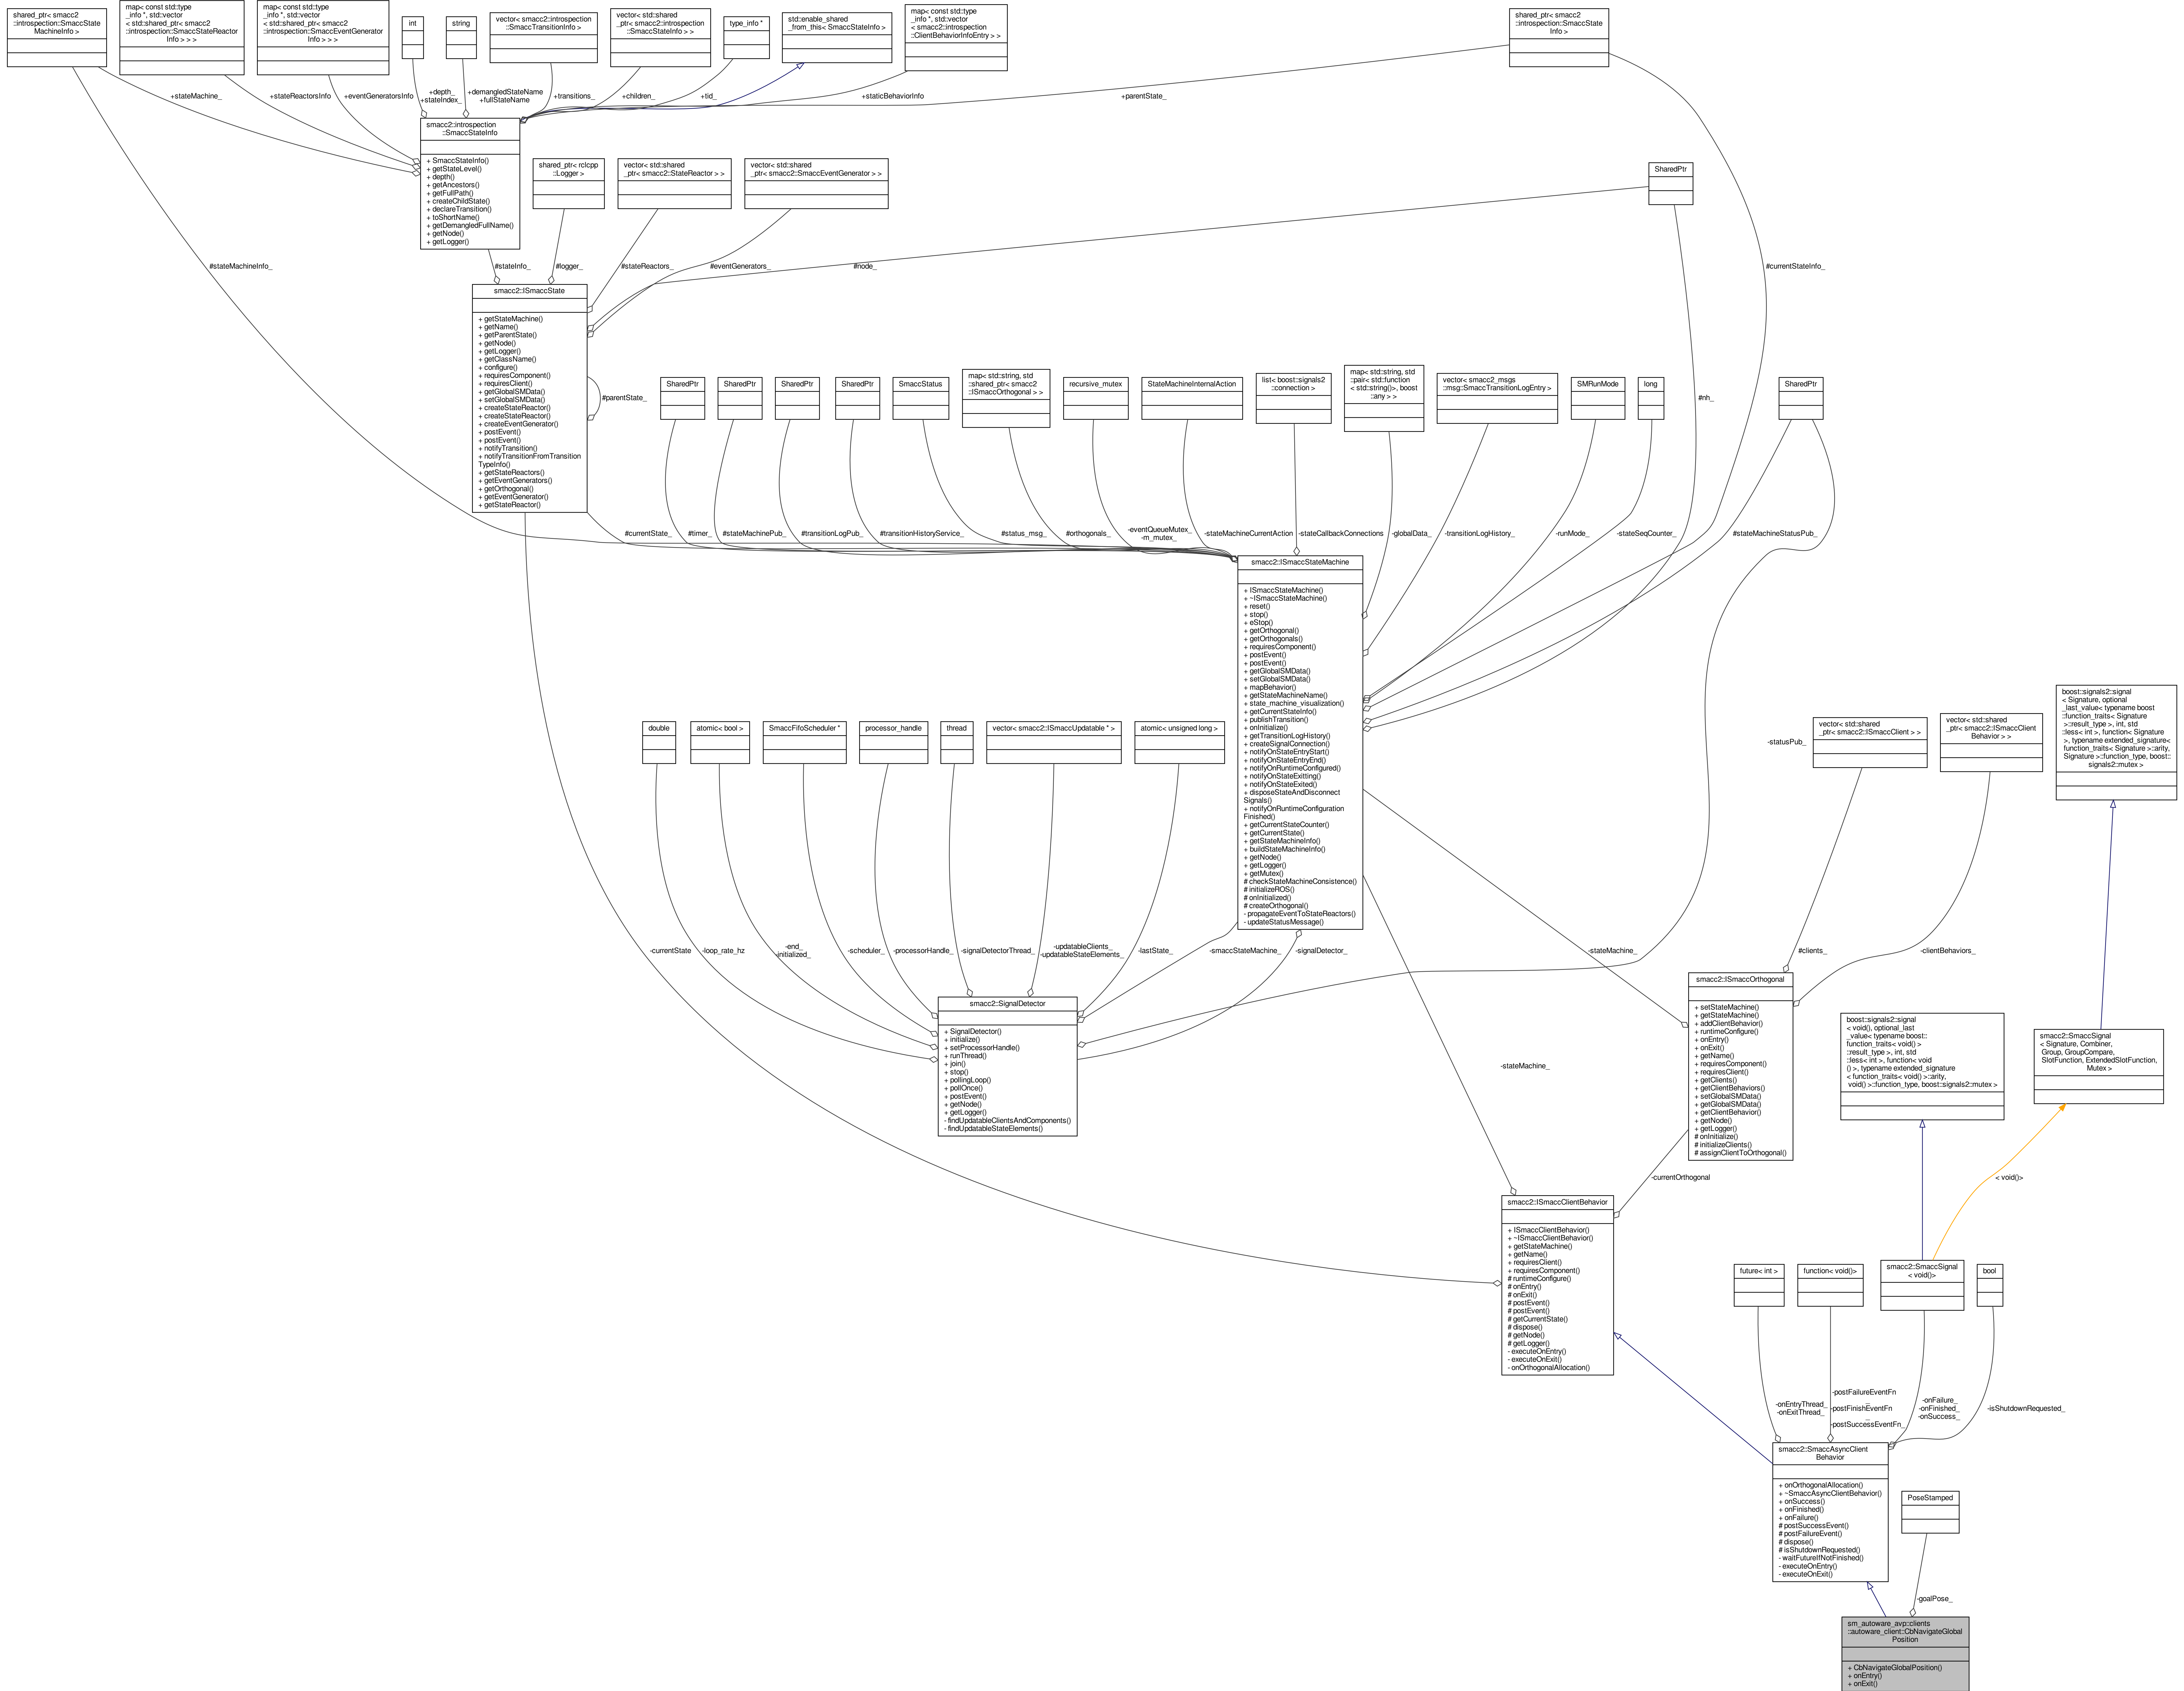 shared_ptr< smacc2
::introspection::SmaccState
MachineInfo >
map< const std::type
_info *, std::vector
< std::shared_ptr< smacc2
::introspection::SmaccStateReactor
Info > > >
map< const std::type
_info *, std::vector
< std::shared_ptr< smacc2
::introspection::SmaccEventGenerator
Info > > >
int
string
vector< smacc2::introspection
::SmaccTransitionInfo >
vector< std::shared
_ptr< smacc2::introspection
::SmaccStateInfo > >
type_info *
std::enable_shared
_from_this< SmaccStateInfo >
map< const std::type
_info *, std::vector
< smacc2::introspection
::ClientBehaviorInfoEntry > >
shared_ptr< smacc2
::introspection::SmaccState
Info >
+stateMachine_
+stateReactorsInfo
+eventGeneratorsInfo
+depth_
+stateIndex_
+demangledStateName
+fullStateName
+transitions_
+children_
+tid_
+staticBehaviorInfo
+parentState_
smacc2::introspection
::SmaccStateInfo
+ SmaccStateInfo()
+ getStateLevel()
+ depth()
+ getAncestors()
+ getFullPath()
+ createChildState()
+ declareTransition()
+ toShortName()
+ getDemangledFullName()
+ getNode()
+ getLogger()
shared_ptr< rclcpp
::Logger >
vector< std::shared
_ptr< smacc2::StateReactor > >
vector< std::shared
_ptr< smacc2::SmaccEventGenerator > >
SharedPtr
#stateMachineInfo_
#stateInfo_
#logger_
#stateReactors_
#eventGenerators_
#node_
#currentStateInfo_
smacc2::ISmaccState
+ getStateMachine()
+ getName()
+ getParentState()
+ getNode()
+ getLogger()
+ getClassName()
+ configure()
+ requiresComponent()
+ requiresClient()
+ getGlobalSMData()
+ setGlobalSMData()
+ createStateReactor()
+ createStateReactor()
+ createEventGenerator()
+ postEvent()
+ postEvent()
+ notifyTransition()
+ notifyTransitionFromTransition
TypeInfo()
+ getStateReactors()
+ getEventGenerators()
+ getOrthogonal()
+ getEventGenerator()
+ getStateReactor()
#parentState_
SharedPtr
SharedPtr
SharedPtr
SharedPtr
SmaccStatus
map< std::string, std
::shared_ptr< smacc2
::ISmaccOrthogonal > >
recursive_mutex
StateMachineInternalAction
list< boost::signals2
::connection >
map< std::string, std
::pair< std::function
< std::string()>, boost
::any > >
vector< smacc2_msgs
::msg::SmaccTransitionLogEntry >
SMRunMode
long
#nh_
SharedPtr
#currentState_
#timer_
#stateMachinePub_
#transitionLogPub_
#transitionHistoryService_
#status_msg_
#orthogonals_
-eventQueueMutex_
-m_mutex_
-stateMachineCurrentAction
-stateCallbackConnections
-globalData_
-transitionLogHistory_
-runMode_
-stateSeqCounter_
#stateMachineStatusPub_
smacc2::ISmaccStateMachine
+ ISmaccStateMachine()
+ ~ISmaccStateMachine()
+ reset()
+ stop()
+ eStop()
+ getOrthogonal()
+ getOrthogonals()
+ requiresComponent()
+ postEvent()
+ postEvent()
+ getGlobalSMData()
+ setGlobalSMData()
+ mapBehavior()
+ getStateMachineName()
+ state_machine_visualization()
+ getCurrentStateInfo()
+ publishTransition()
+ onInitialize()
+ getTransitionLogHistory()
+ createSignalConnection()
+ notifyOnStateEntryStart()
+ notifyOnStateEntryEnd()
+ notifyOnRuntimeConfigured()
+ notifyOnStateExitting()
+ notifyOnStateExited()
+ disposeStateAndDisconnect
Signals()
+ notifyOnRuntimeConfiguration
Finished()
+ getCurrentStateCounter()
+ getCurrentState()
+ getStateMachineInfo()
+ buildStateMachineInfo()
+ getNode()
+ getLogger()
+ getMutex()
# checkStateMachineConsistence()
# initializeROS()
# onInitialized()
# createOrthogonal()
- propagateEventToStateReactors()
- updateStatusMessage()
double
atomic< bool >
SmaccFifoScheduler *
processor_handle
thread
vector< smacc2::ISmaccUpdatable * >
atomic< unsigned long >
-statusPub_
vector< std::shared
_ptr< smacc2::ISmaccClient > >
vector< std::shared
_ptr< smacc2::ISmaccClient
Behavior > >
boost::signals2::signal
< Signature, optional
_last_value< typename boost
::function_traits< Signature
>::result_type >, int, std
::less< int >, function< Signature
>, typename extended_signature<
function_traits< Signature >::arity,
Signature >::function_type, boost::
signals2::mutex >
-currentState
-loop_rate_hz
-end_
-initialized_
-scheduler_
-processorHandle_
-signalDetectorThread_
-updatableClients_
-updatableStateElements_
-lastState_
-smaccStateMachine_
-signalDetector_
-stateMachine_
#clients_
-clientBehaviors_
smacc2::SignalDetector
+ SignalDetector()
+ initialize()
+ setProcessorHandle()
+ runThread()
+ join()
+ stop()
+ pollingLoop()
+ pollOnce()
+ postEvent()
+ getNode()
+ getLogger()
- findUpdatableClientsAndComponents()
- findUpdatableStateElements()
smacc2::ISmaccOrthogonal
+ setStateMachine()
+ getStateMachine()
+ addClientBehavior()
+ runtimeConfigure()
+ onEntry()
+ onExit()
+ getName()
+ requiresComponent()
+ requiresClient()
+ getClients()
+ getClientBehaviors()
+ setGlobalSMData()
+ getGlobalSMData()
+ getClientBehavior()
+ getNode()
+ getLogger()
# onInitialize()
# initializeClients()
# assignClientToOrthogonal()
boost::signals2::signal
< void(), optional_last
_value< typename boost::
function_traits< void() >
::result_type >, int, std
::less< int >, function< void
() >, typename extended_signature
< function_traits< void() >::arity,
void() >::function_type, boost::signals2::mutex >
smacc2::SmaccSignal
< Signature, Combiner,
Group, GroupCompare,
SlotFunction, ExtendedSlotFunction,
Mutex >
-stateMachine_
-currentOrthogonal
< void()>
smacc2::ISmaccClientBehavior
+ ISmaccClientBehavior()
+ ~ISmaccClientBehavior()
+ getStateMachine()
+ getName()
+ requiresClient()
+ requiresComponent()
# runtimeConfigure()
# onEntry()
# onExit()
# postEvent()
# postEvent()
# getCurrentState()
# dispose()
# getNode()
# getLogger()
- executeOnEntry()
- executeOnExit()
- onOrthogonalAllocation()
future< int >
function< void()>
smacc2::SmaccSignal
< void()>
bool
-onEntryThread_
-onExitThread_
-postFailureEventFn
_
-postFinishEventFn
_
-postSuccessEventFn_
-onFailure_
-onFinished_
-onSuccess_
-isShutdownRequested_
smacc2::SmaccAsyncClient
Behavior
+ onOrthogonalAllocation()
+ ~SmaccAsyncClientBehavior()
+ onSuccess()
+ onFinished()
+ onFailure()
# postSuccessEvent()
# postFailureEvent()
# dispose()
# isShutdownRequested()
- waitFutureIfNotFinished()
- executeOnEntry()
- executeOnExit()
PoseStamped
-goalPose_
sm_autoware_avp::clients
::autoware_client::CbNavigateGlobal
Position
+ CbNavigateGlobalPosition()
+ onEntry()
+ onExit()